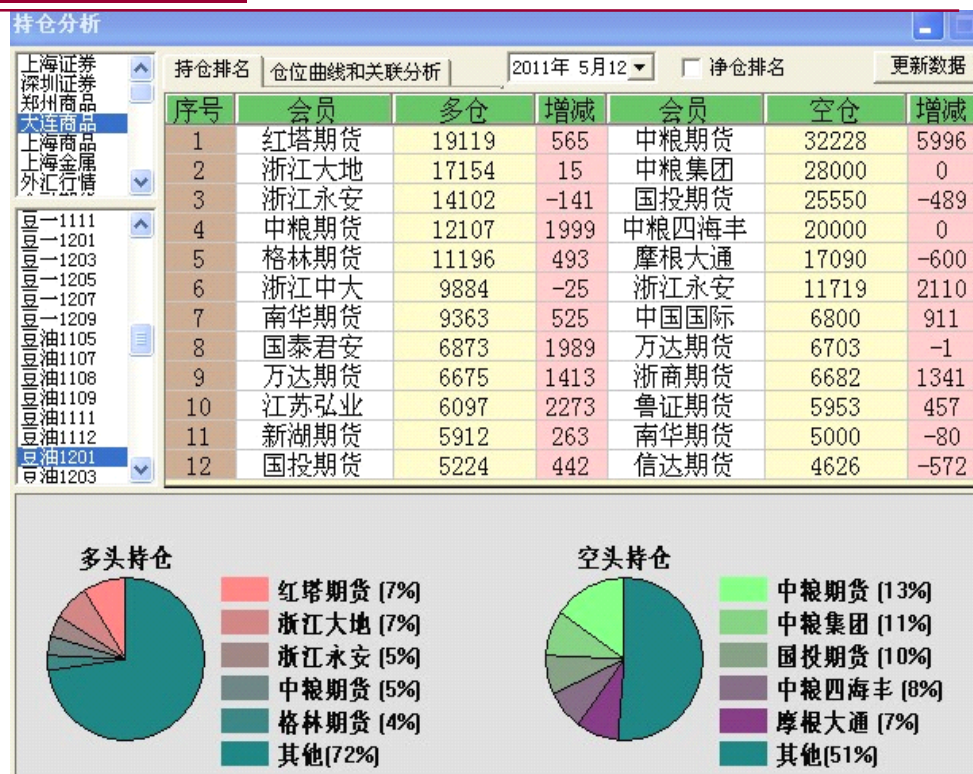 持仓分析
上海证券
深圳证券
郑州商品
大连商品
上海商品
上海金属
外汇行情
持仓排名 仓位曲线和关联分析 2011年 5月12 净仓排名 更新数据
序号 会员 多仓 增减 会员 空仓 增减
1 红塔期货 19119 565 中粮期货 32228 5996
2 浙江大地 17154 15 中粮集团 28000 0
3 浙江永安 14102 -141 国投期货 25550 -489
4 中粮期货 12107 1999 中粮四海丰 20000 0
5 格林期货 11196 493 摩根大通 17090 -600
6 浙江中大 9884 -25 浙江永安 11719 2110
7 南华期货 9363 525 中国国际 6800 911
8 国泰君安 6873 1989 万达期货 6703 -1
9 万达期货 6675 1413 浙商期货 6682 1341
10 江苏弘业 6097 2273 鲁证期货 5953 457
11 新湖期货 5912 263 南华期货 5000 -80
12 国投期货 5224 442 信达期货 4626 -572
豆一1111
豆一1201
豆一1203
豆一1205
豆一1207
豆一1209
豆油1105
豆油1107
豆油1108
豆油1109
豆油1111
豆油1112
豆油1201
豆油1203
多头持仓
红塔期货 (7%)
浙江大地 (7%)
浙江永安 (5%)
中粮期货 (5%)
格林期货 (4%)
其他(72%)
空头持仓
中粮期货 (13%)
中粮集团 (11%)
国投期货 (10%)
中粮四海丰 (8%)
摩根大通 (7%)
其他(51%)